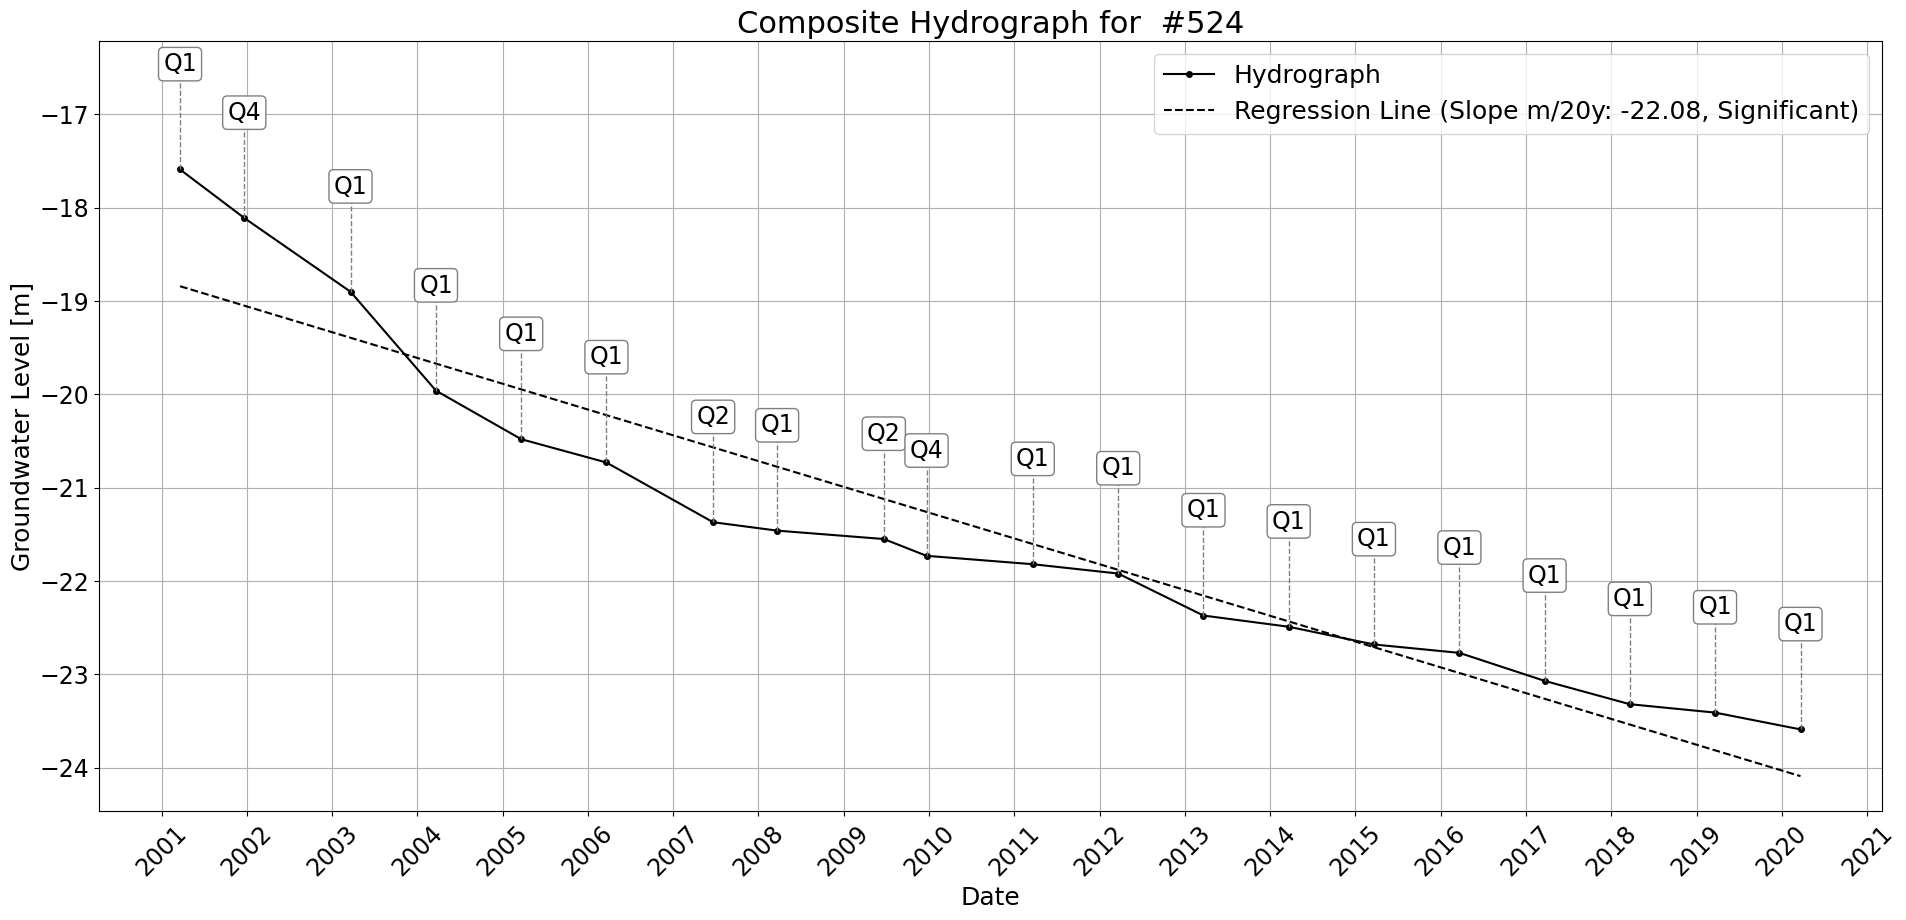 Composite Hydrograph for  #524
Hydrograph
Regression Line (Slope m/20y: -22.08, Significant)
Q1
Q4
Q1
Q1
Q1
Q1
Q2
Q1
Q2
Q4
Q1
Q1
Q1
Q1
Q1
Q1
Q1
Q1
Q1
Q1
Groundwater Level [m]
−17
−18
−19
−20
−21
−22
−23
−24
2001
2002
2003
2004
2005
2006
2007
2008
2009
2010
2011
2012
2013
2014
2015
2016
2017
2018
2019
2020
2021
Date